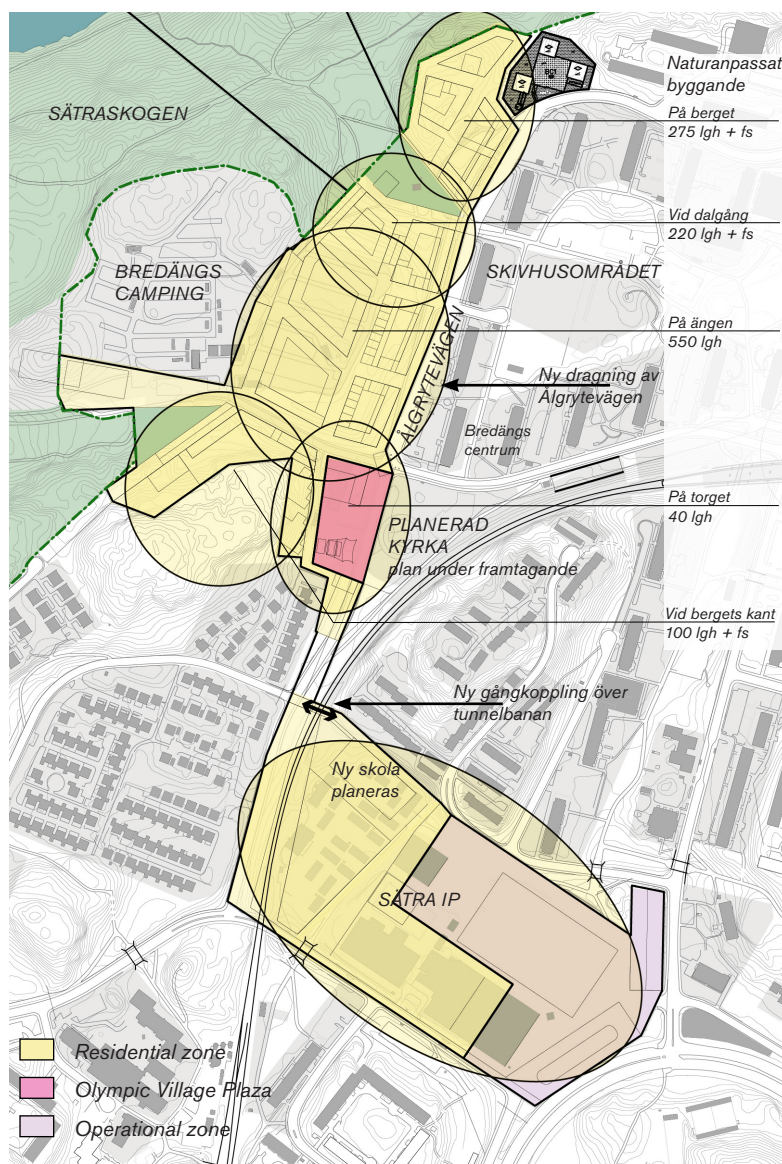 Naturanpassat
byggande
SÄTRASKOGEN
På berget
275 lgh + fs
Vid dalgång
220 lgh + fs
BREDÄNGS
CAMPING
SKIVHUSOMRÅDET
På ängen
550 lgh
ÅLGRYTEVÄGEN
Ny dragning av
Ålgrytevägen
Bredängs
centrum
På torget
40 lgh
PLANERAD
KYRKA
plan under framtagande
Vid bergets kant
100 lgh + fs
Ny gångkoppling över
tunnelbanan
Ny skola
planeras
SÄTRA IP
Residential zone
Olympic Village Plaza
Operational zone